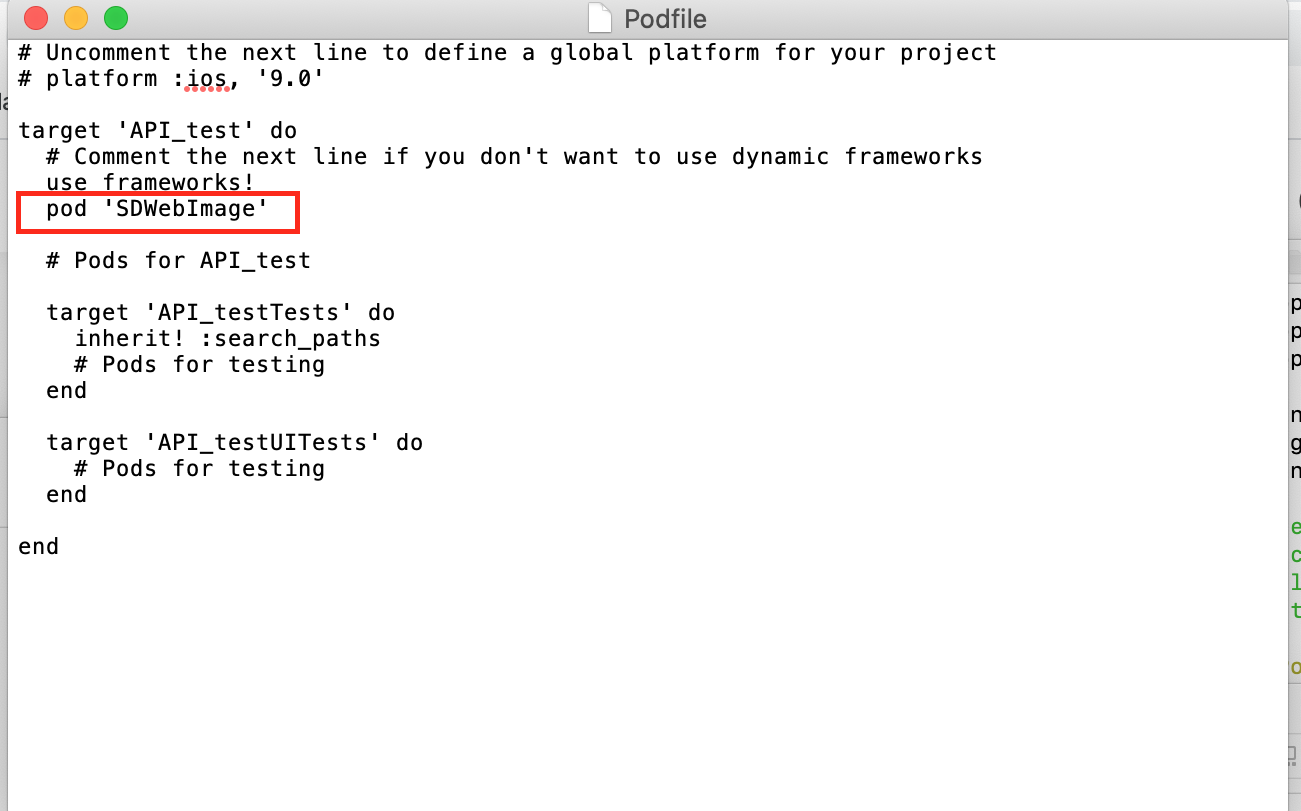 Podfile
# Uncomment the next line to define a global platform for your project
# platform :ios, '9.0'
target 'API_test' do
# Comment the next line if you don't want to use dynamic frameworks
use_frameworks!
pod 'SDWebImage'
# Pods for API_test
target 'API_testTests' do
inherit! :search_paths
# Pods for testing
end
target 'API_testUITests' do
# Pods for testing
end
end